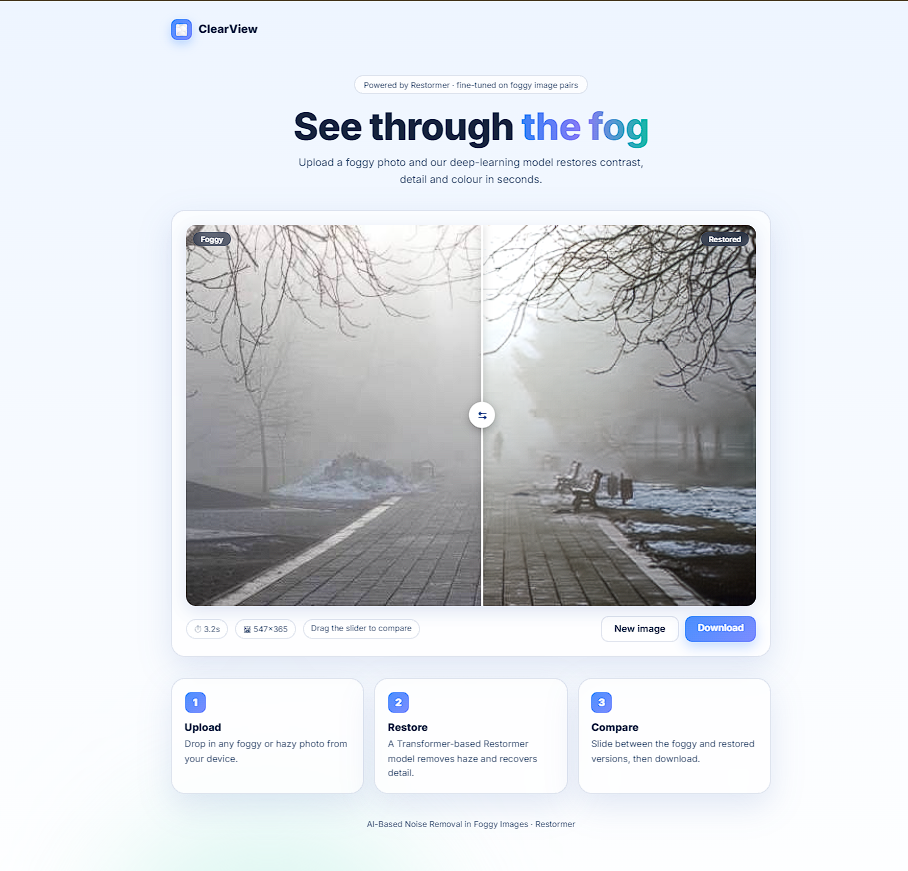 ClearView
Powered by Restormer · fine-tuned on foggy image pairs
See through the fog
Upload a foggy photo and our deep-learning model restores contrast,
detail and colour in seconds.
Foggy
Restored
3.2s
547×365
Drag the slider to compare
New image
Download
1
Upload
Drop in any foggy or hazy photo from
your device.
2
Restore
A Transformer-based Restormer
model removes haze and recovers
detail.
3
Compare
Slide between the foggy and restored
versions, then download.
AI-Based Noise Removal in Foggy Images · Restormer